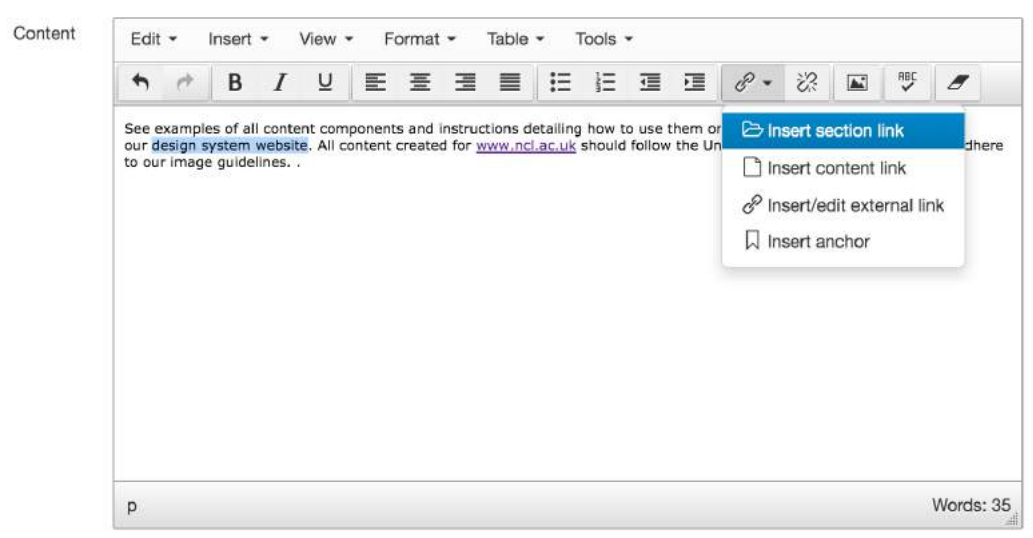 Content
Edit Insert View Format Table Tools
B I U ABC
See examples of all content components and instructions detailing how to use them or
our design system website. All content created for www.ncl.ac.uk should follow the Un dhere
to our image guidelines. .
Insert section link
Insert content link
Insert/edit external link
Insert anchor
p Words: 35